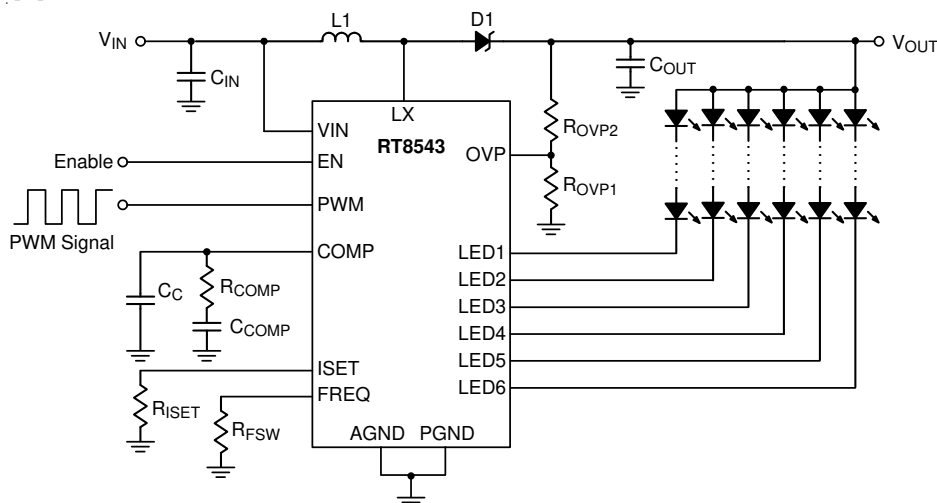 L1
D1
VIN
VOUT
CIN
COUT
LX
VIN
RT8543
ROVP2
Enable
EN
OVP
ROVP1
PWM
PWM Signal
COMP
LED1
CC
RCOMP
LED2
CCOMP
LED3
LED4
ISET
LED5
FREQ
LED6
RISET
RFSW
AGND
PGND